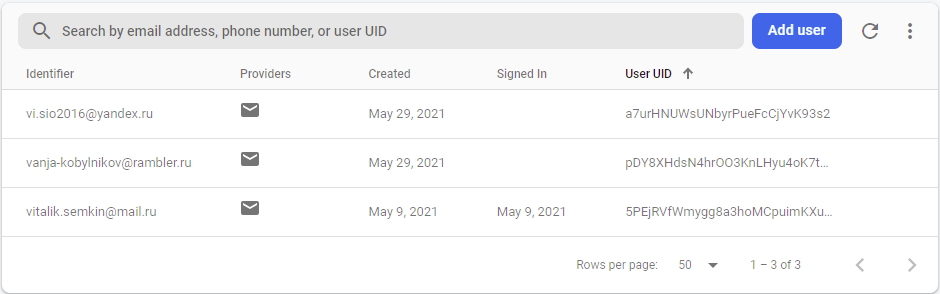 Search by email address, phone number, or user UID Add user
Identifier Providers Created Signed In User UID
vi.sio2016@yandex.ru May 29, 2021 a7urHNUWsUNbyrPueFcCjYvK93s2
vanja-kobylnikov@rambler.ru May 29, 2021 pDY8XHdsN4hrOO3KnLHyu4oK7t...
vitalik.semkin@mail.ru May 9, 2021 May 9, 2021 5PEjRVfWmygg8a3hoMCpuimKXu...
Rows per page: 50 1 – 3 of 3